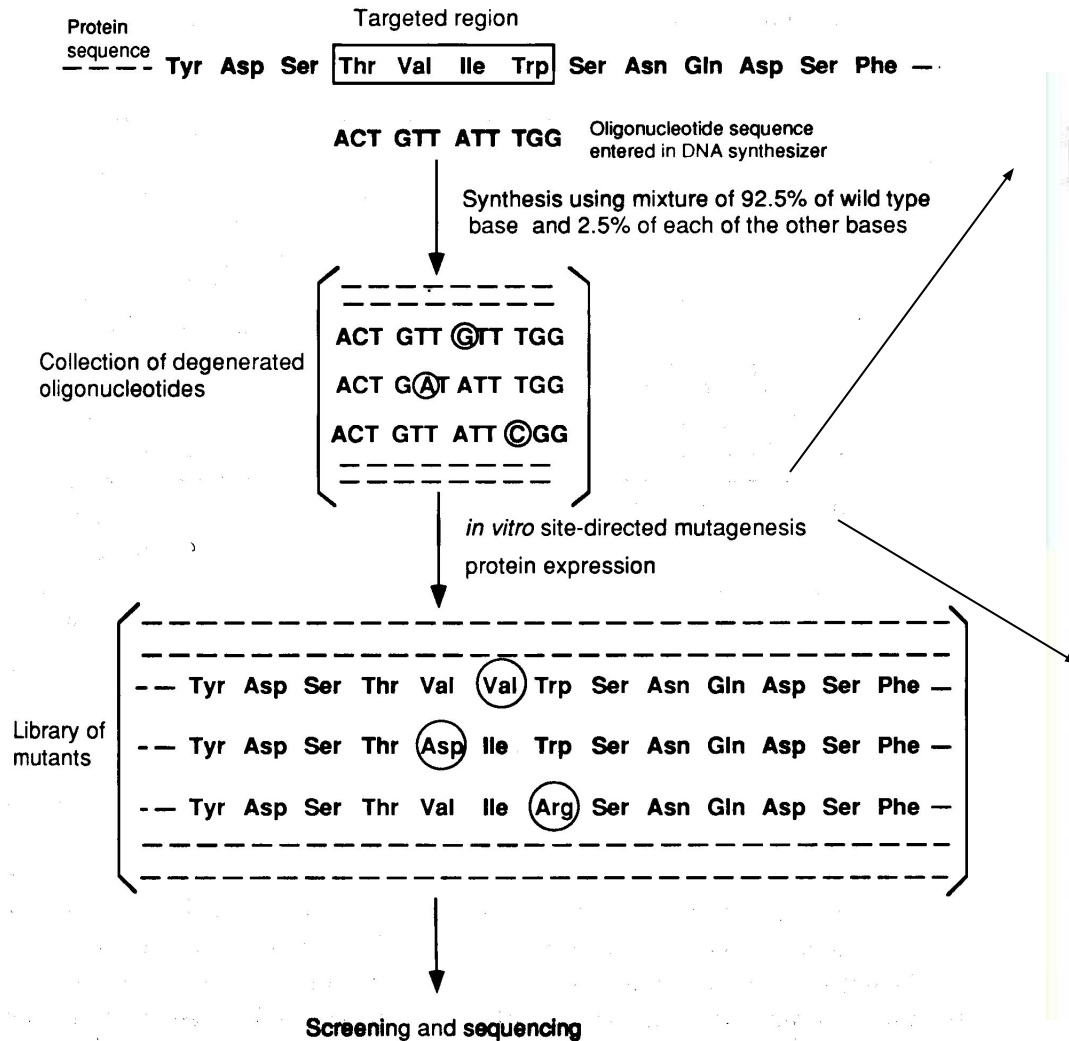 Targeted region
Protein
sequence
Tyr Asp Ser Thr Val Ile Trp Ser Asn Gln Asp Ser Phe
ACT GTT ATT TGG
Oligonucleotide sequence
entered in DNA synthesizer
Synthesis using mixture of 92.5% of wild type
base and 2.5% of each of the other bases
Collection of degenerated
oligonucleotides
ACT GTT GTT TGG
ACT GAT ATT TGG
ACT GTT ATT CGG
in vitro site-directed mutagenesis
protein expression
Library of
mutants
Tyr Asp Ser Thr Val Val Trp Ser Asn Gln Asp Ser Phe
Tyr Asp Ser Thr Asp Ile Trp Ser Asn Gln Asp Ser Phe
Tyr Asp Ser Thr Val Ile Arg Ser Asn Gln Asp Ser Phe
Screening and sequencing